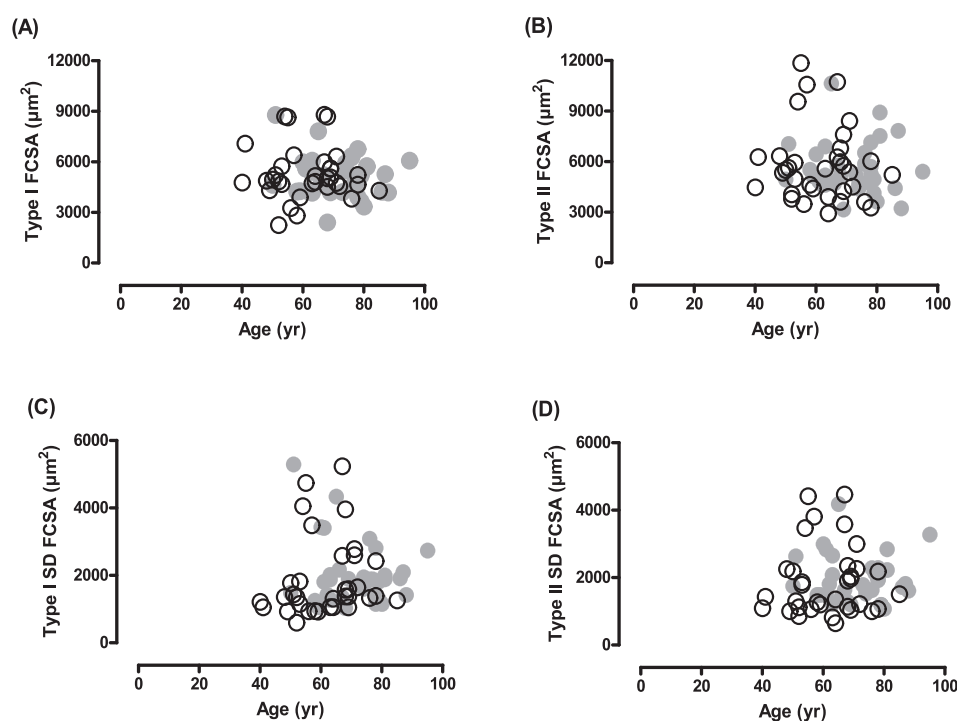 (A)
Type I FCSA (µm²)
12000
9000
6000
3000
0
0 20 40 60 80 100
Age (yr)
(B)
Type II FCSA (µm²)
12000
9000
6000
3000
0
0 20 40 60 80 100
Age (yr)
(C)
Type I SD FCSA (µm²)
6000
4000
2000
0
0 20 40 60 80 100
Age (yr)
(D)
Type II SD FCSA (µm²)
6000
4000
2000
0
0 20 40 60 80 100
Age (yr)